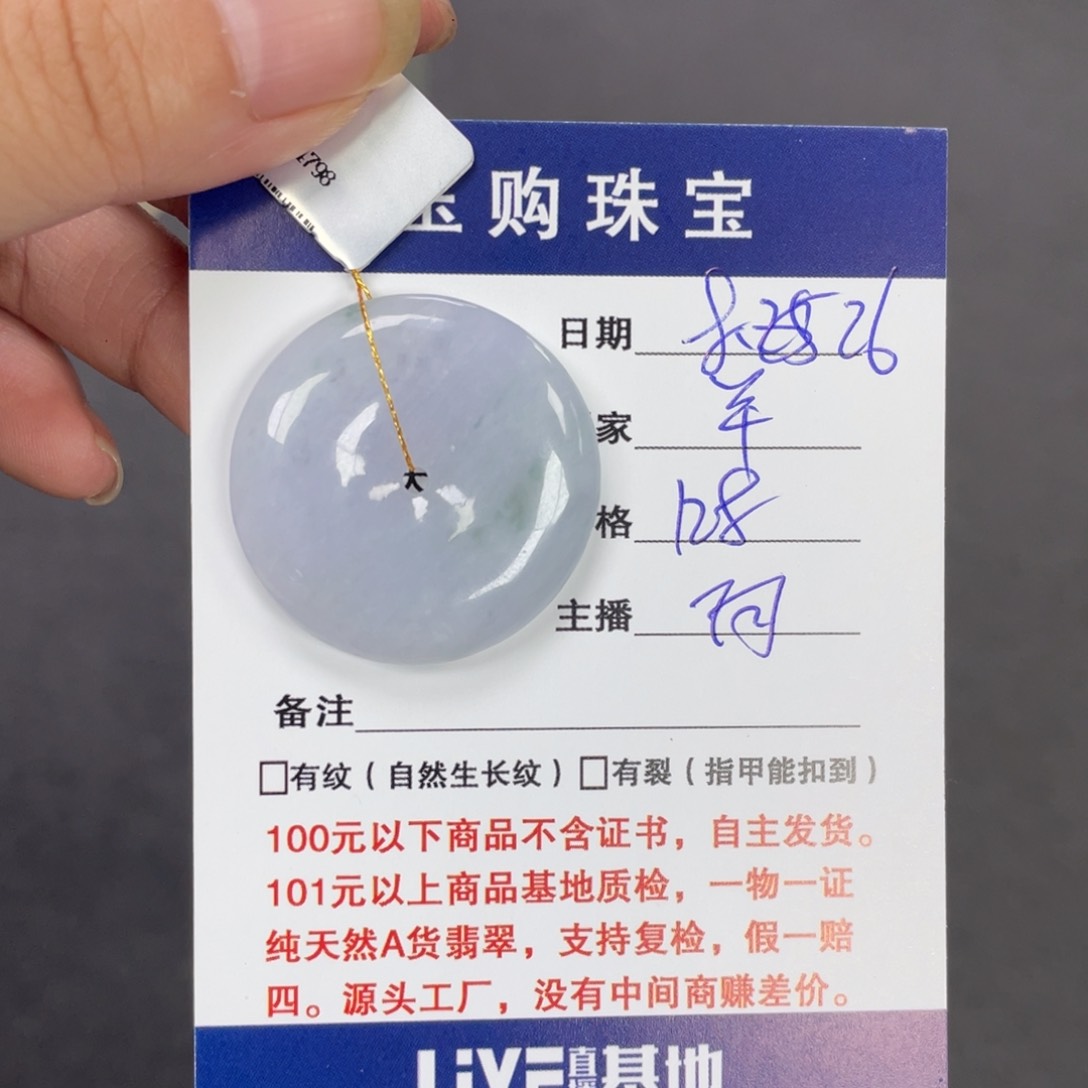 4798
购珠宝
日期
家 羊
格 128
主播
备注
□有纹（自然生长纹）□有裂（指甲能扣到）
100元以下商品不含证书，自主发货。
101元以上商品基地质检，一物一证
纯天然A货翡翠，支持复检，假一赔
四。源头工厂，没有中间商赚差价。
LiVE直播基地